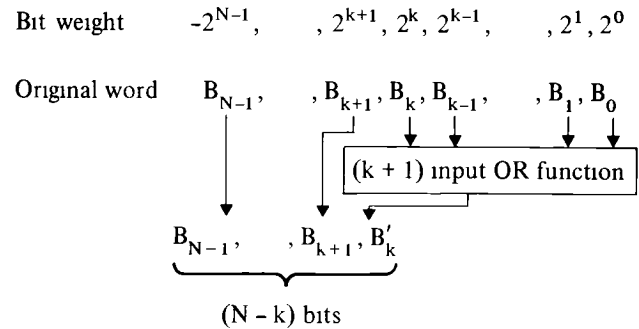 Bit weight -2^{N-1}, , 2^{k+1}, 2^k, 2^{k-1}, , 2^1, 2^0
Original word B_{N-1}, , B_{k+1}, B_k, B_{k-1}, , B_1, B_0
(k + 1) input OR function
B_{N-1}, , B_{k+1}, B'_k
(N - k) bits